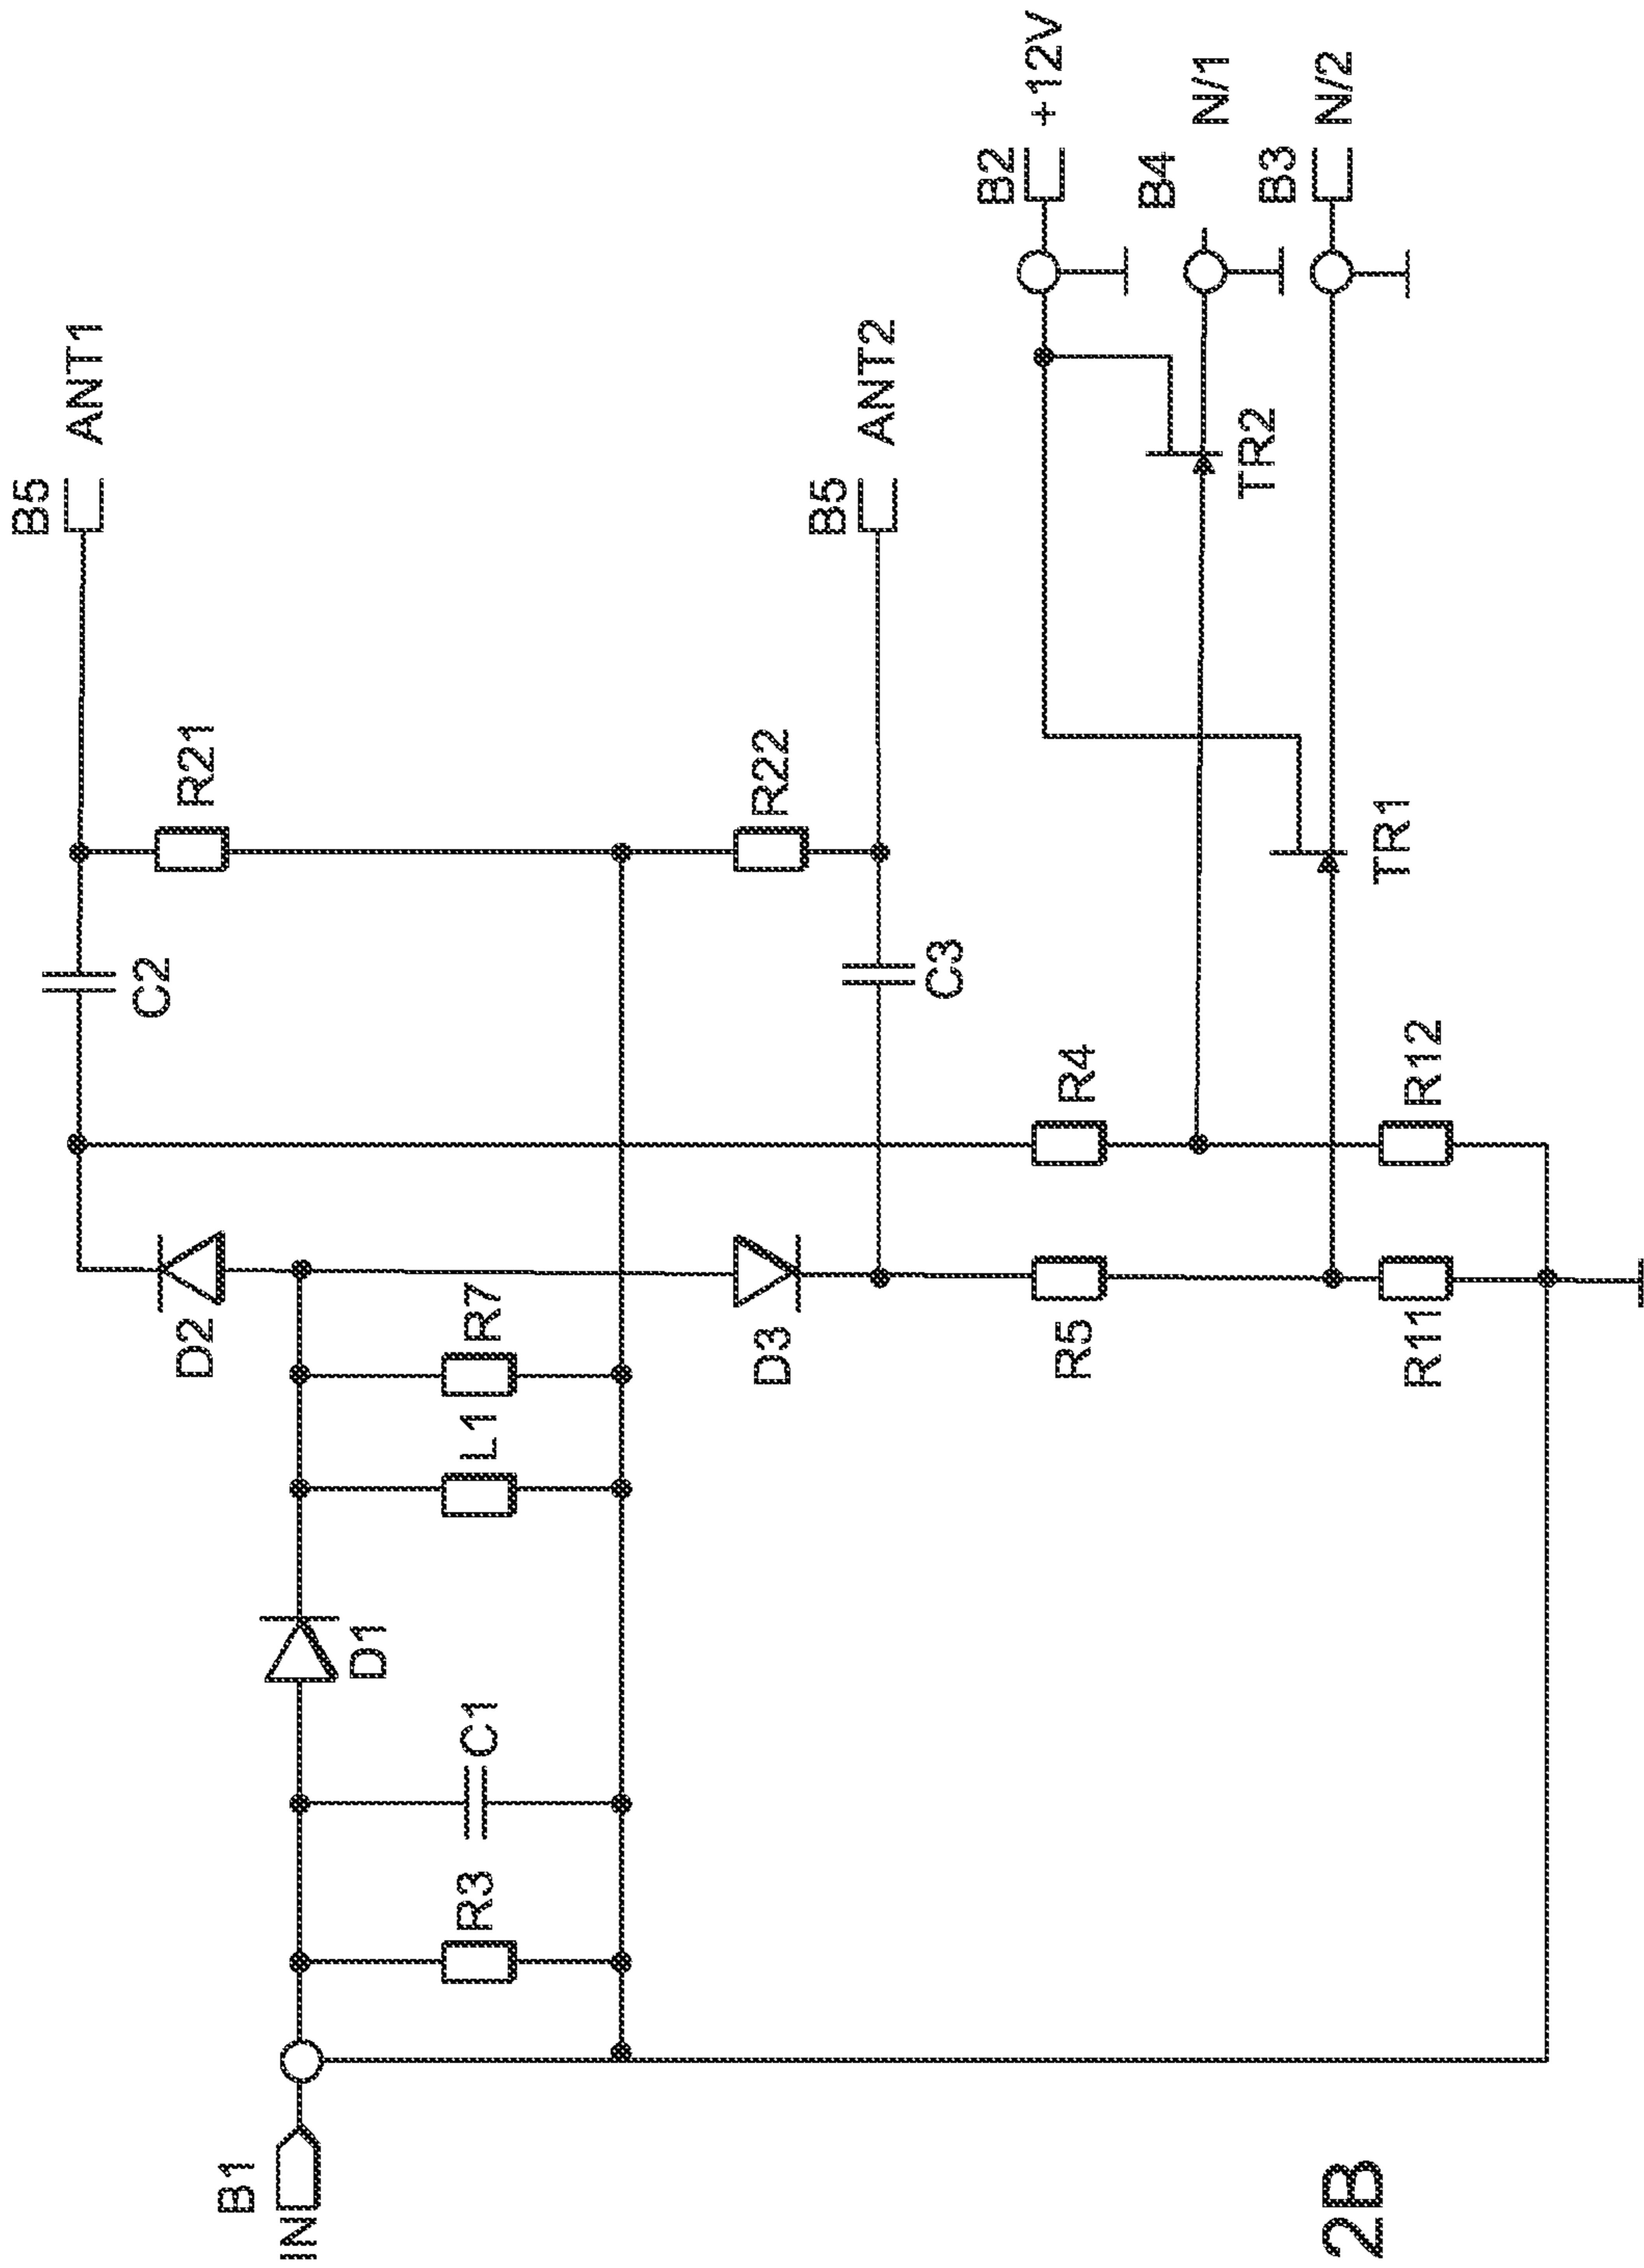 B1
IN
R3
C1
D1
L1
R7
D2
D3
C2
C3
R21
R22
B5
ANT1
B5
ANT2
R4
R5
R11
R12
TR1
TR2
B2
+12V
B4
N/1
B3
N/2
2B